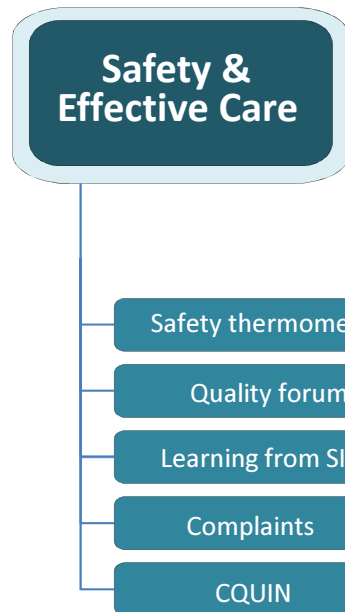 Safety &
Effective Care
Safety thermome
Quality forum
Learning from SI
Complaints
CQUIN